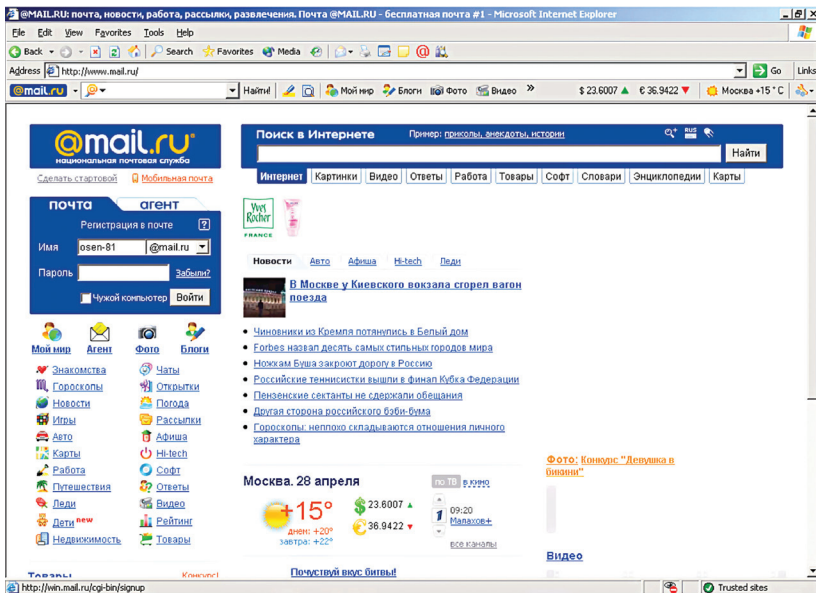 @MAIL.RU: почта, новости, работа, рассылки, развлечения. Почта @MAIL.RU - бесплатная почта #1 - Microsoft Internet Explorer
File Edit View Favorites Tools Help
Back Search Favorites Media
Address http://www.mail.ru/ Go Links
@mail.ru Найти! Мой мир Блоги Фото Видео » $ 23.6007 ▲ € 36.9422 ▼ Москва +15 °C
@mail.ru
национальная почтовая служба
Сделать стартовой Мобильная почта
Поиск в Интернете Пример: приколы, анекдоты, истории RUS
Найти
Интернет Картинки Видео Ответы Работа Товары Софт Словари Энциклопедии Карты
почта агент
Регистрация в почте ?
Имя osen-81 @mail.ru
Пароль Забыли?
Чужой компьютер Войти
Yves
Rocher
FRANCE
Новости Авто Афиша Hi-tech Леди
В Москве у Киевского вокзала сгорел вагон
поезда
Чиновники из Кремля потянулись в Белый дом
Forbes назвал десять самых стильных городов мира
Ножкам Буша закроют дорогу в Россию
Российские теннисистки вышли в финал Кубка Федерации
Пензенские сектанты не сдержали обещания
Другая сторона российского бэби-бума
Гороскопы: неплохо складываются отношения личного
характера
Мой мир Агент Фото Блоги
Знакомства Чаты
Гороскопы Открытки
Новости Погода
Игры Рассылки
Авто Афиша
Карты Hi-tech
Работа Софт
Путешествия Ответы
Леди Видео
Дети new Рейтинг
Недвижимость Товары
Товары Конкурс!
Москва. 28 апреля
+15°
днем: +20°
завтра: +22°
$ 23.6007 ▲
€ 36.9422 ▼
по ТВ в кино
1 09:20
Малахов+
все каналы
Почуствуй вкус битвы!
Фото: Конкурс "Девушка в
бикини"
Видео
http://win.mail.ru/cgi-bin/signup Trusted sites